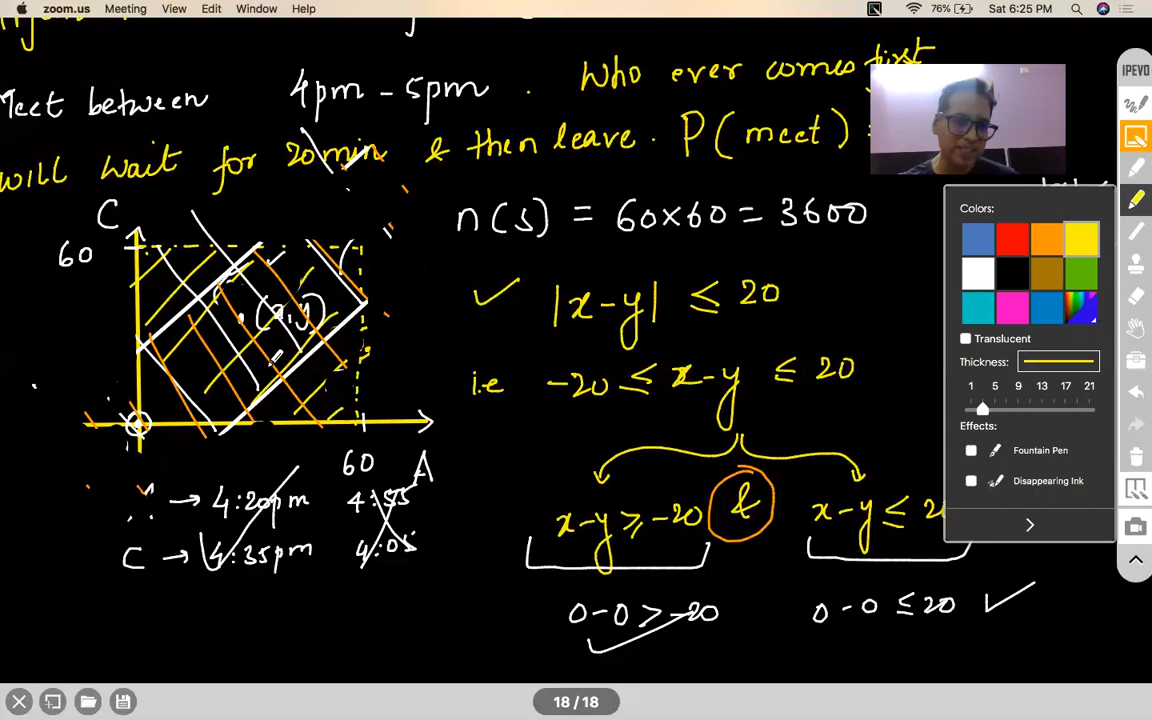 zoom.us Meeting View Edit Window Help 76% Sat 6:25 PM
Meet between 4pm - 5pm . Who ever comes first
will wait for 20min & then leave. P(meet) =
C
60
(x,y)
60 A
n(s) = 60×60 = 3600
✓ |x-y| ≤ 20
i.e -20 ≤ x-y ≤ 20
x-y ≥ -20 & x-y ≤ 20
0-0 > -20 0-0 ≤ 20 ✓
→ 4:20pm 4:55
C → 4:35pm 4:05
IPEVO
Colors:
Translucent
Thickness:
1 5 9 13 17 21
Effects:
Fountain Pen
Disappearing Ink
18 / 18